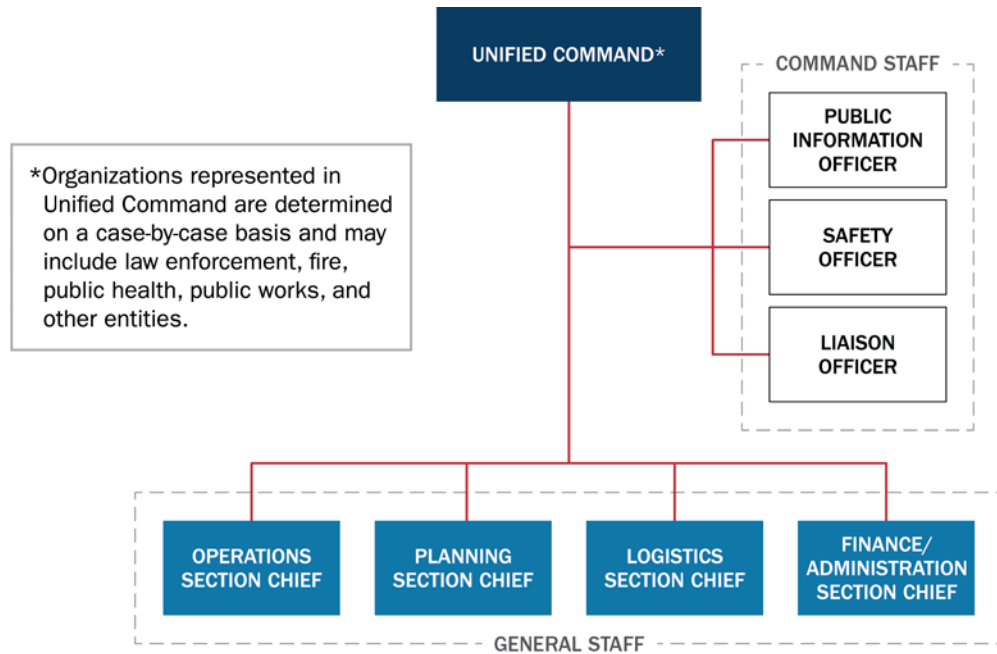 UNIFIED COMMAND*
COMMAND STAFF
PUBLIC
INFORMATION
OFFICER
SAFETY
OFFICER
LIAISON
OFFICER
*Organizations represented in
Unified Command are determined
on a case-by-case basis and may
include law enforcement, fire,
public health, public works, and
other entities.
OPERATIONS
SECTION CHIEF
PLANNING
SECTION CHIEF
LOGISTICS
SECTION CHIEF
FINANCE/
ADMINISTRATION
SECTION CHIEF
GENERAL STAFF